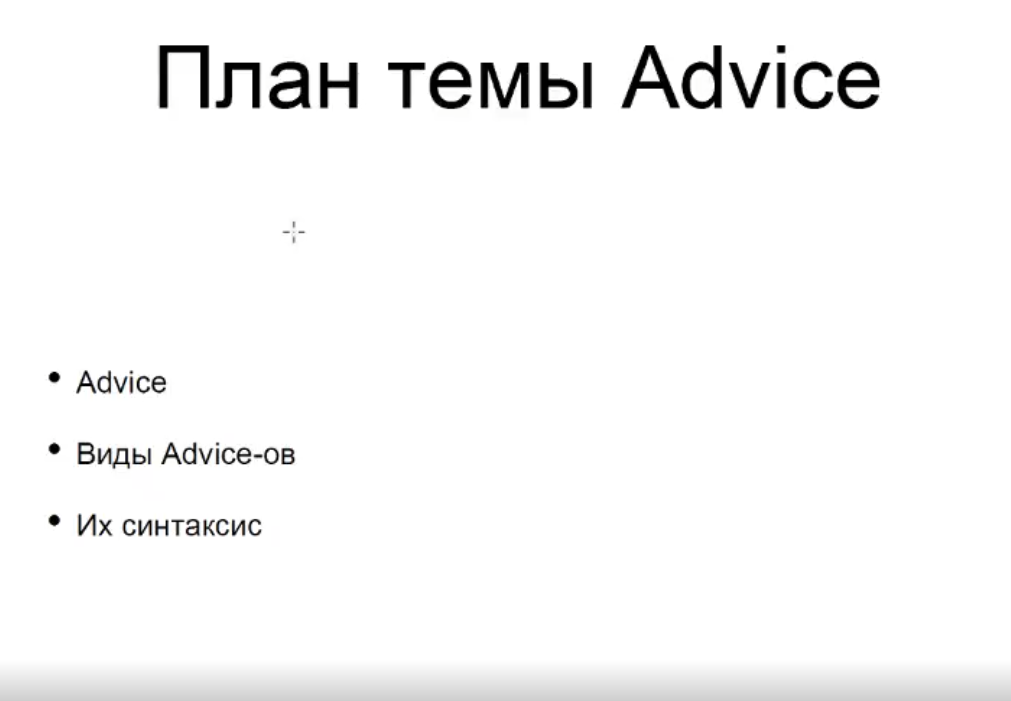 План темы Advice
• Advice
• Виды Advice-ов
• Их синтаксис